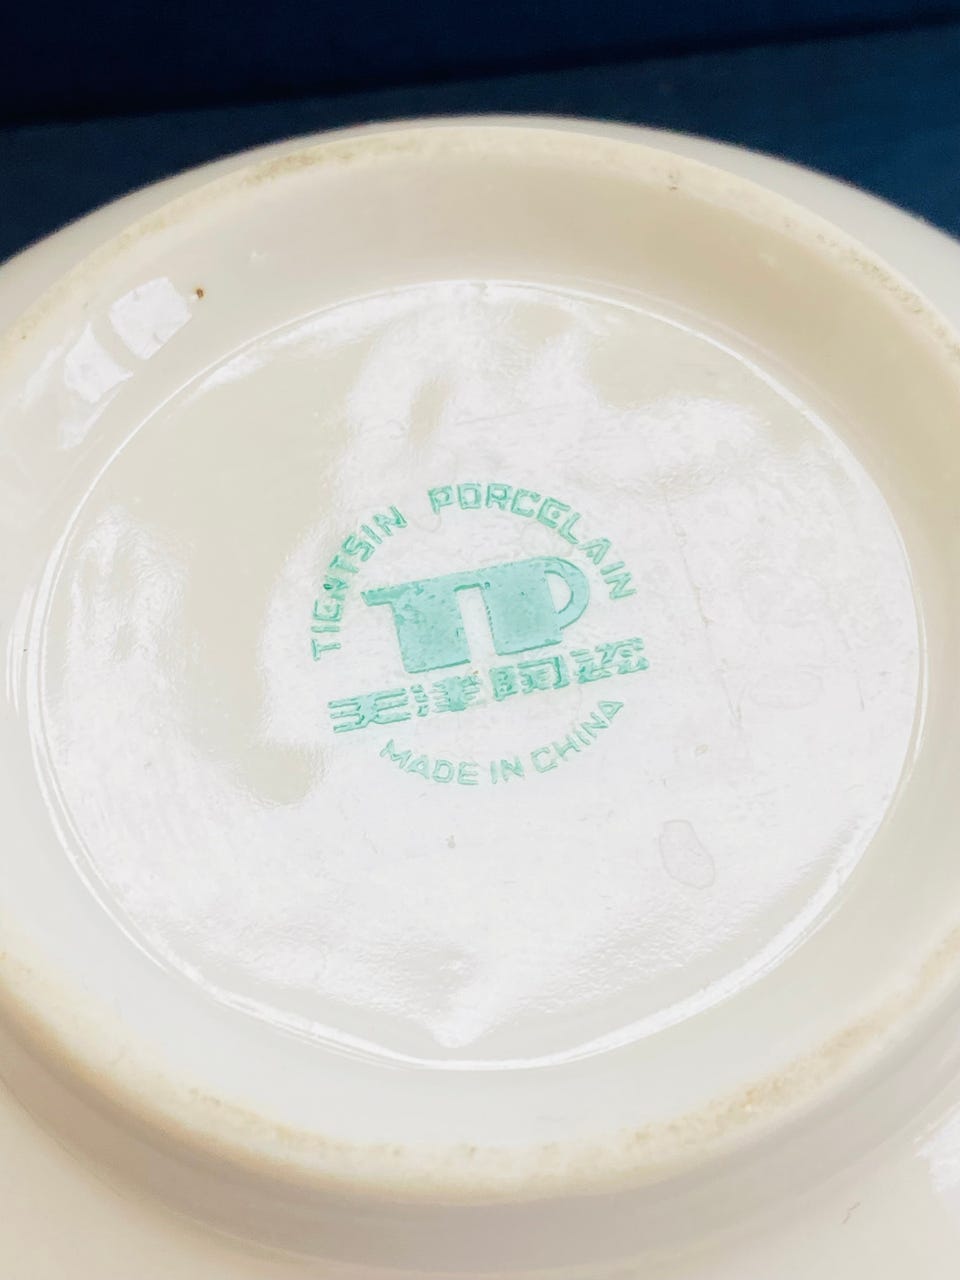 TIENTSIN PORCELAIN
TP
天津陶瓷
MADE IN CHINA